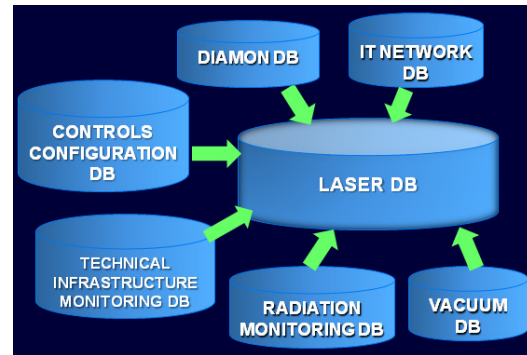 DIAMON DB
IT NETWORK
DB
CONTROLS
CONFIGURATION
DB
LASER DB
TECHNICAL
INFRASTRUCTURE
MONITORING DB
RADIATION
MONITORING DB
VACUUM
DB